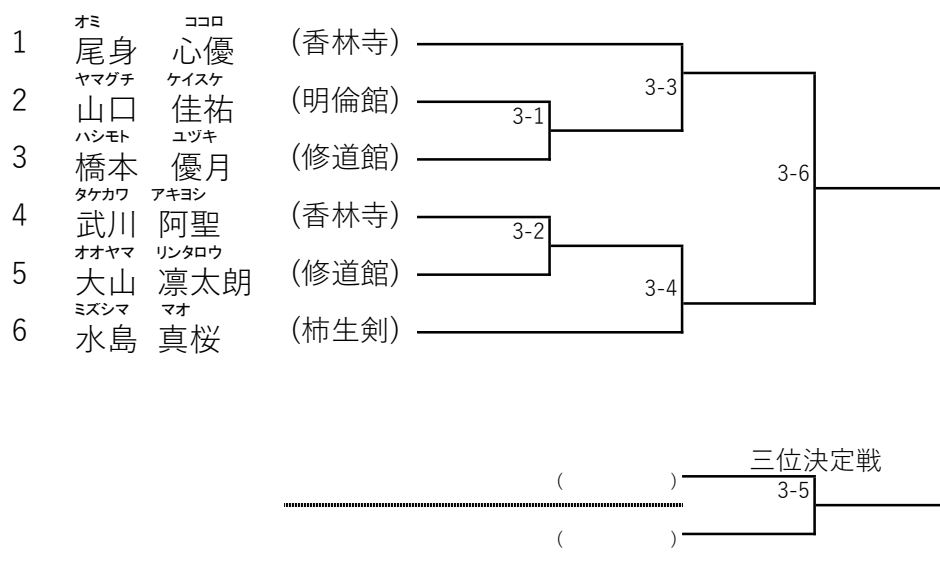 オミ ココロ
1 尾身 心優 (香林寺)
ヤマグチ ケイスケ
2 山口 佳祐 (明倫館)
3-3
3-1
ハシモト ユヅキ
3 橋本 優月 (修道館)
3-6
タケカワ アキヨシ
4 武川 阿聖 (香林寺)
3-2
オオヤマ リンタロウ
5 大山 凛太朗 (修道館)
3-4
ミズシマ マオ
6 水島 真桜 (柿生剣)
三位決定戦
( )
3-5
( )